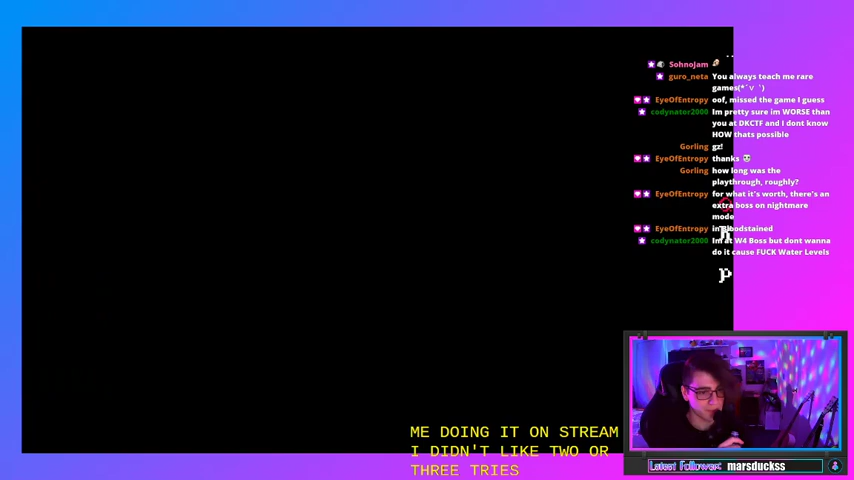 SohnoJam
guro_neta You always teach me rare
games(*´v `)
EyeOfEntropy oof, missed the game I guess
codynator2000 Im pretty sure im WORSE than
you at DKCTF and I dont know
HOW thats possible
Gorling gz!
EyeOfEntropy thanks
Gorling how long was the
playthrough, roughly?
EyeOfEntropy for what it's worth, there's an
extra boss on nightmare
mode
EyeOfEntropy in bloodstained
codynator2000 Im at W4 Boss but dont wanna
do it cause FUCK Water Levels
ME DOING IT ON STREAM
I DIDN'T LIKE TWO OR
THREE TRIES
Latest Follower: marsduckss